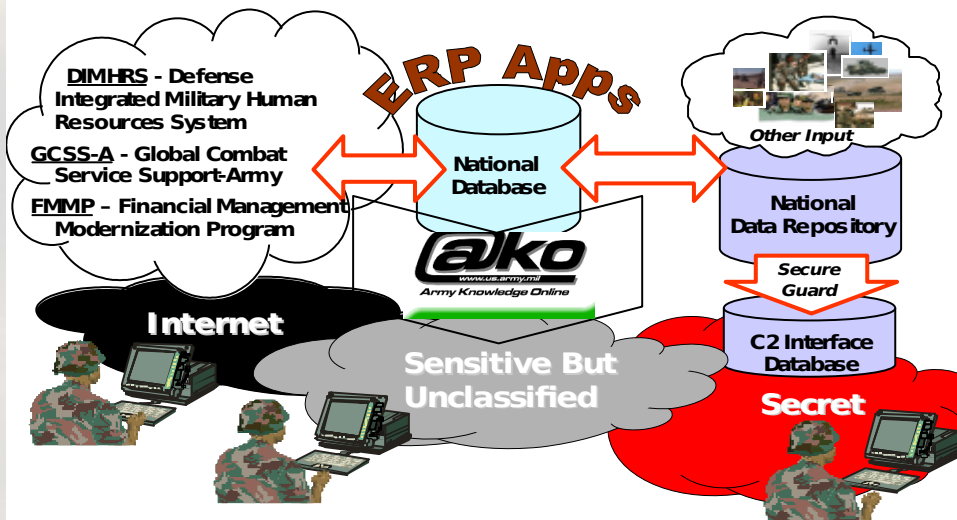 DIMHRS - Defense
Integrated Military Human
Resources System
GCSS-A - Global Combat
Service Support-Army
FMMP – Financial Management
Modernization Program
ERP Apps
National
Database
@ko
www.us.army.mil
Army Knowledge Online
Other Input
National
Data Repository
Secure
Guard
C2 Interface
Database
Internet
Sensitive But
Unclassified
Secret